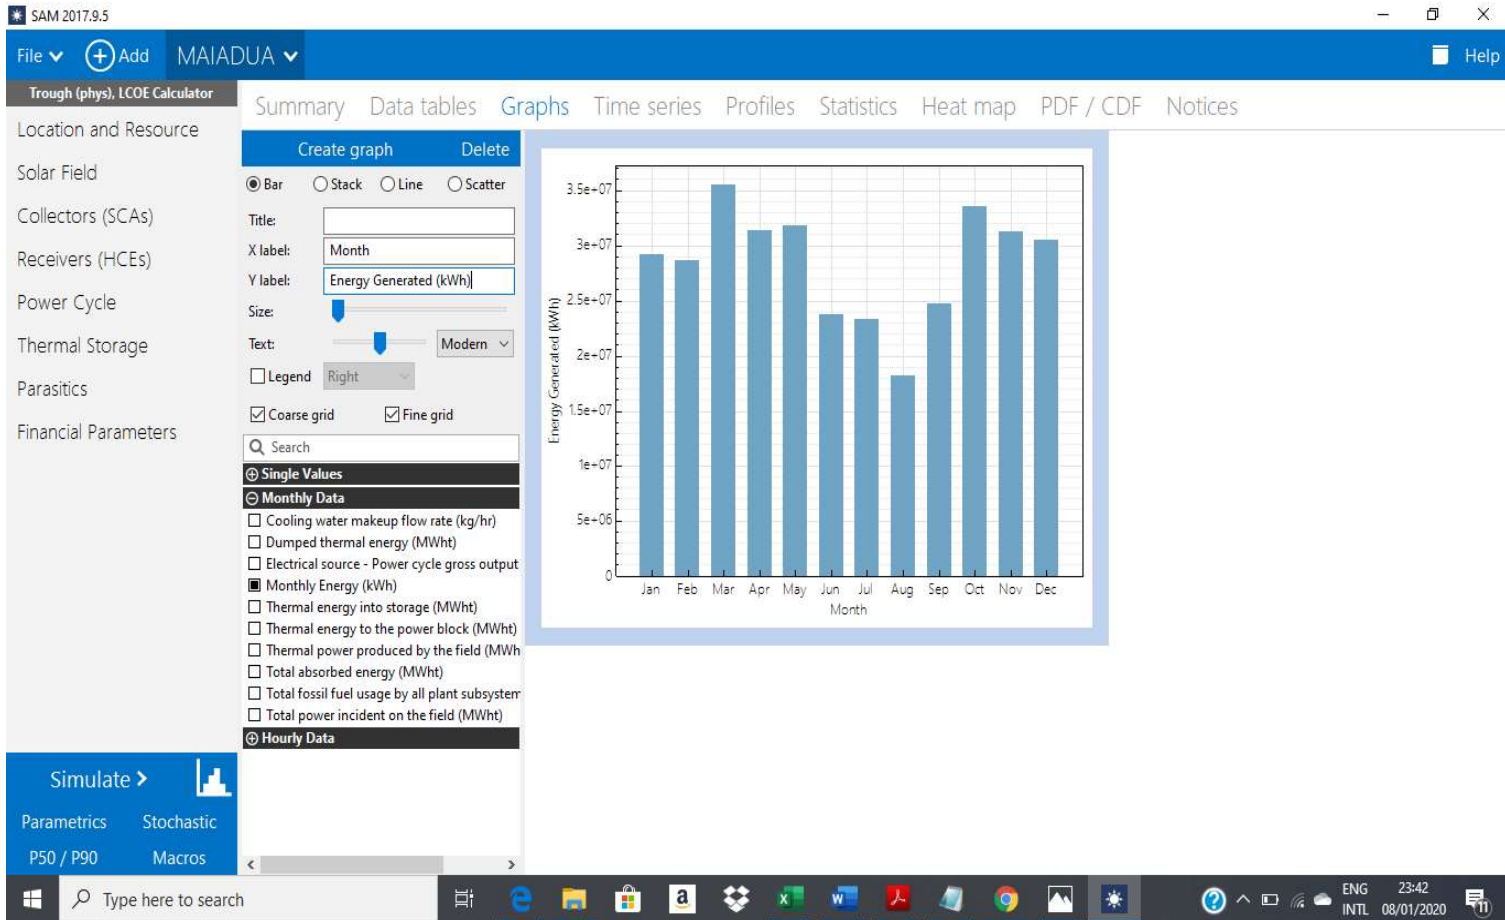 SAM 2017.9.5
File Add MAIADUA Help
Trough (phys), LCOE Calculator
Location and Resource
Solar Field
Collectors (SCAs)
Receivers (HCEs)
Power Cycle
Thermal Storage
Parasitics
Financial Parameters
Simulate >
Parametrics Stochastic
P50 / P90 Macros
Summary Data tables Graphs Time series Profiles Statistics Heat map PDF / CDF Notices
Create graph Delete
Bar Stack Line Scatter
Title:
X label: Month
Y label: Energy Generated (kWh)
Size:
Text: Modern
Legend Right
Coarse grid Fine grid
Search
Single Values
Monthly Data
Cooling water makeup flow rate (kg/hr)
Dumped thermal energy (MWht)
Electrical source - Power cycle gross output
Monthly Energy (kWh)
Thermal energy into storage (MWht)
Thermal energy to the power block (MWht)
Thermal power produced by the field (MWh
Total absorbed energy (MWht)
Total fossil fuel usage by all plant subsystem
Total power incident on the field (MWht)
Hourly Data
Energy Generated (kWh)
3.5e+07
3e+07
2.5e+07
2e+07
1.5e+07
1e+07
5e+06
0
Jan Feb Mar Apr May Jun Jul Aug Sep Oct Nov Dec
Month
Type here to search
ENG
INTL
23:42
08/01/2020
11